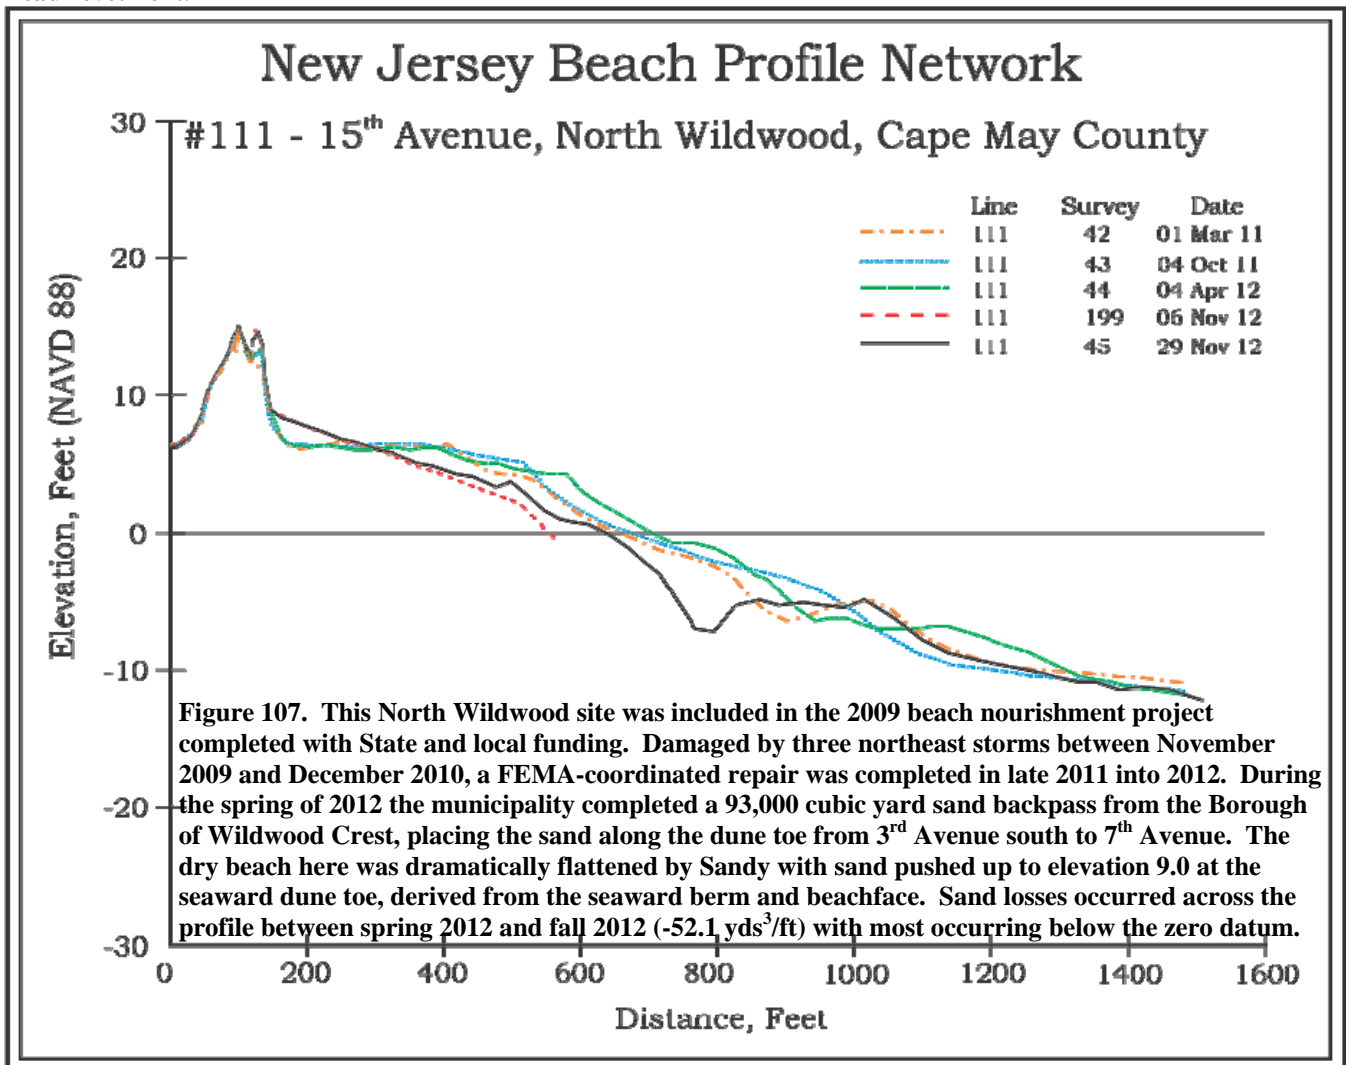 New Jersey Beach Profile Network
#111 - 15th Avenue, North Wildwood, Cape May County
Line Survey Date
111 42 01 Mar 11
111 43 04 Oct 11
111 44 04 Apr 12
111 199 06 Nov 12
111 45 29 Nov 12
Elevation, Feet (NAVD 88)
30
20
10
0
-10
-20
-30
Figure 107. This North Wildwood site was included in the 2009 beach nourishment project
completed with State and local funding. Damaged by three northeast storms between November
2009 and December 2010, a FEMA-coordinated repair was completed in late 2011 into 2012. During
the spring of 2012 the municipality completed a 93,000 cubic yard sand backpass from the Borough
of Wildwood Crest, placing the sand along the dune toe from 3rd Avenue south to 7th Avenue. The
dry beach here was dramatically flattened by Sandy with sand pushed up to elevation 9.0 at the
seaward dune toe, derived from the seaward berm and beachface. Sand losses occurred across the
profile between spring 2012 and fall 2012 (-52.1 yds3/ft) with most occurring below the zero datum.
0 200 400 600 800 1000 1200 1400 1600
Distance, Feet